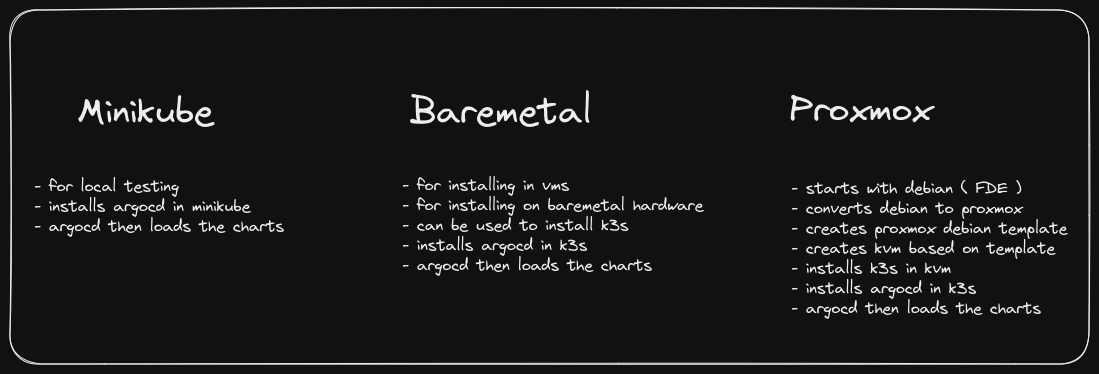 Minikube
- for local testing
- installs argocd in minikube
- argocd then loads the charts
Baremetal
- for installing in vms
- for installing on baremetal hardware
- can be used to install k3s
- installs argocd in k3s
- argocd then loads the charts
Proxmox
- starts with debian ( FDE )
- converts debian to proxmox
- creates proxmox debian template
- creates kvm based on template
- installs k3s in kvm
- installs argocd in k3s
- argocd then loads the charts